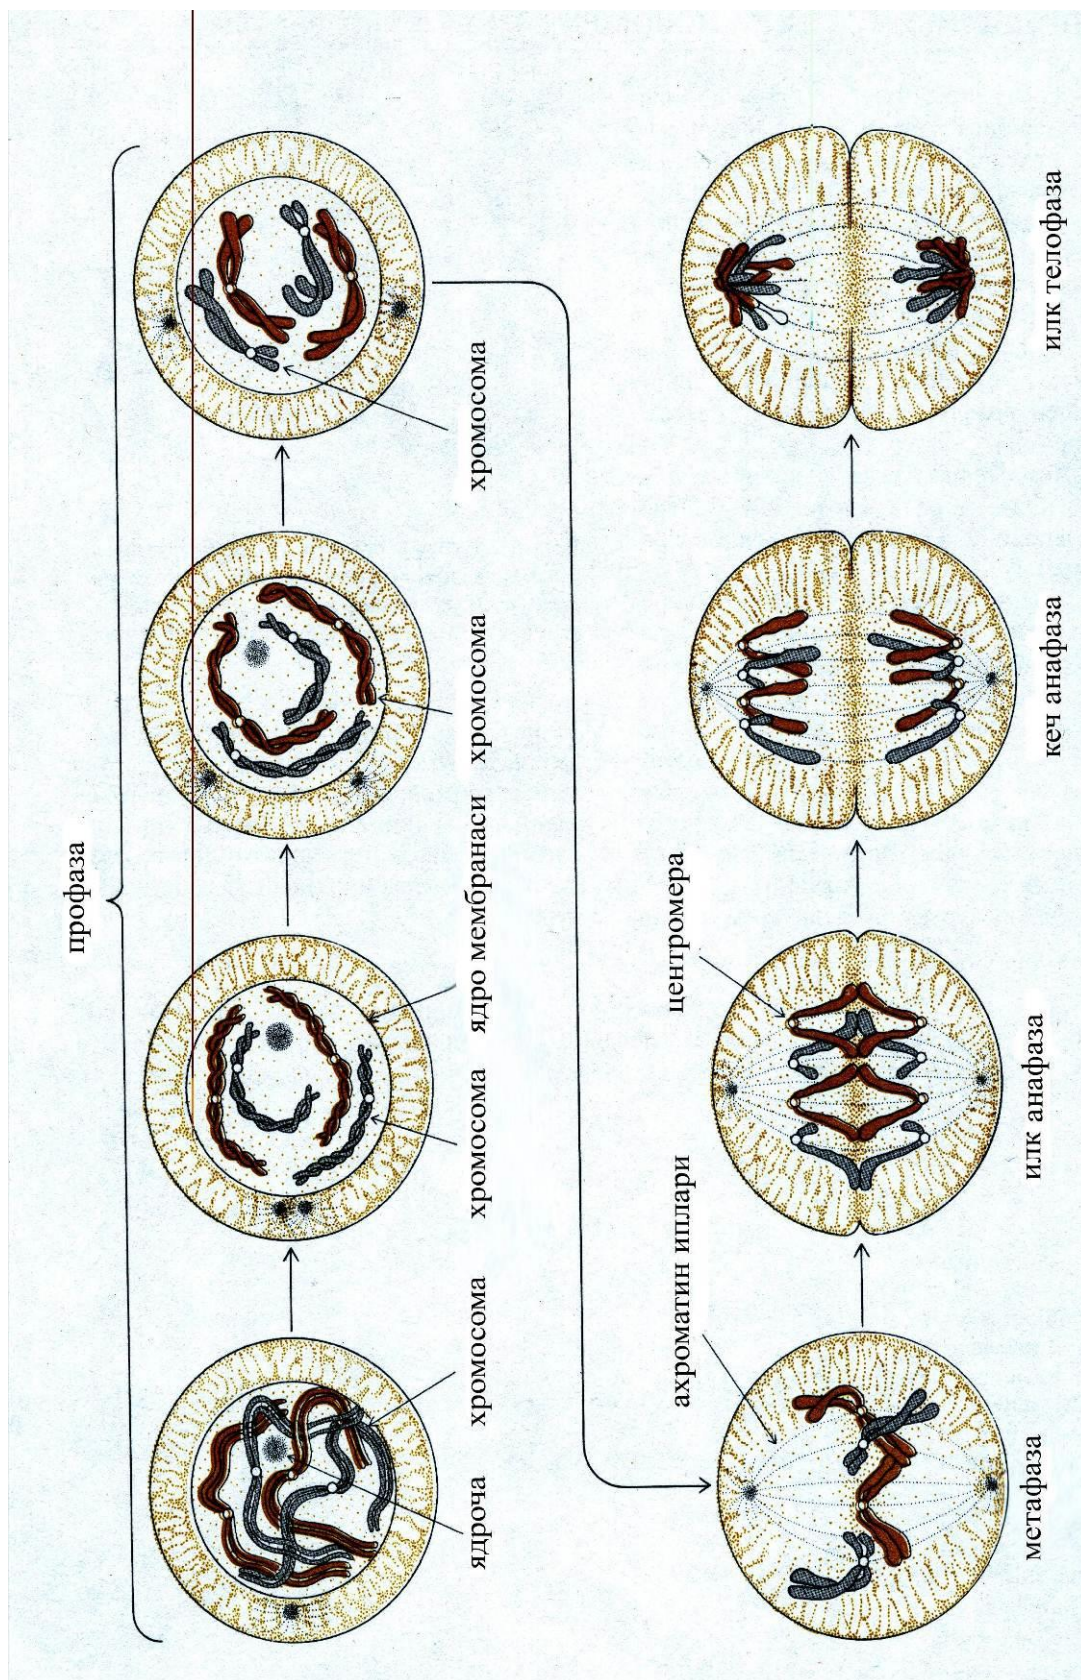 профаза
ядроча
хромосома
хромосома
ядро мембранаси
хромосома
хромосома
ахроматин иплари
центромера
метафаза
илк анафаза
кеч анафаза
илк телофаза